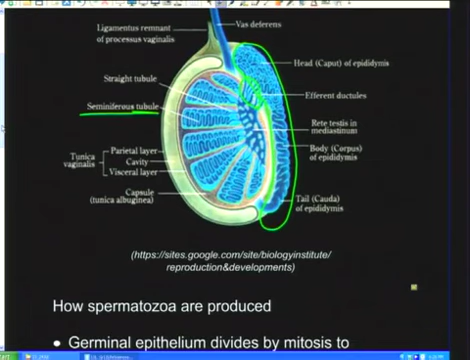 Ligamentus remnant
of processus vaginalis
Vas deferens
Head (Caput) of epididymis
Straight tubule
Efferent ductules
Seminiferous tubule
Rete testis in
mediastinum
Tunica
vaginalis
Parietal layer
Cavity
Visceral layer
Body (Corpus)
of epididymis
Capsule
(tunica albuginea)
Tail (Cauda)
of epididymis
(https://sites.google.com/site/biologyinstitute/
reproduction&developments)
How spermatozoa are produced
• Germinal epithelium divides by mitosis to